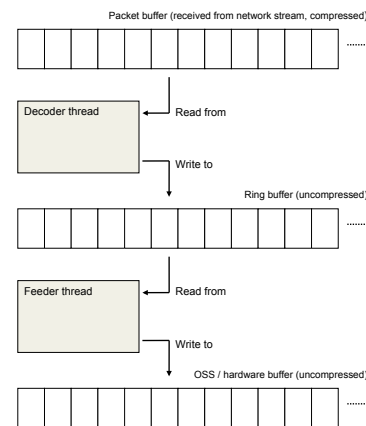 Packet buffer (received from network stream, compressed)
........
Decoder thread
Read from
Write to
Ring buffer (uncompressed)
........
Feeder thread
Read from
Write to
OSS / hardware buffer (uncompressed)
........